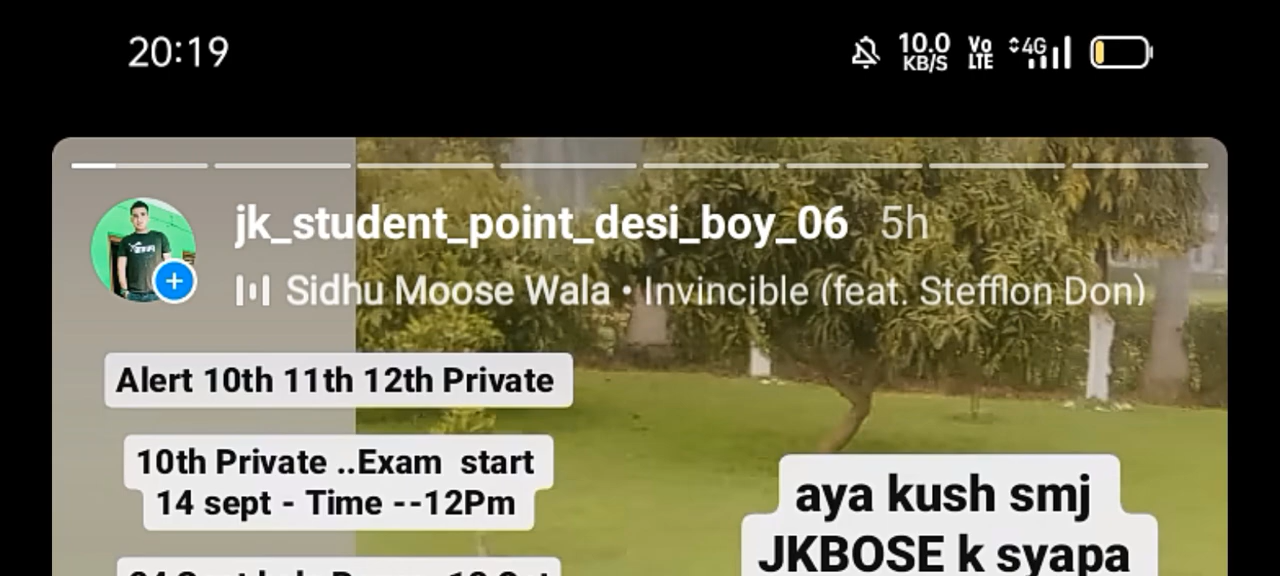 20:19
10.0
KB/S
Vo
LTE
4G
jk_student_point_desi_boy_06 5h
Sidhu Moose Wala • Invincible (feat. Stefflon Don)
Alert 10th 11th 12th Private
10th Private ..Exam start
14 sept - Time --12Pm
aya kush smj
JKBOSE k syapa